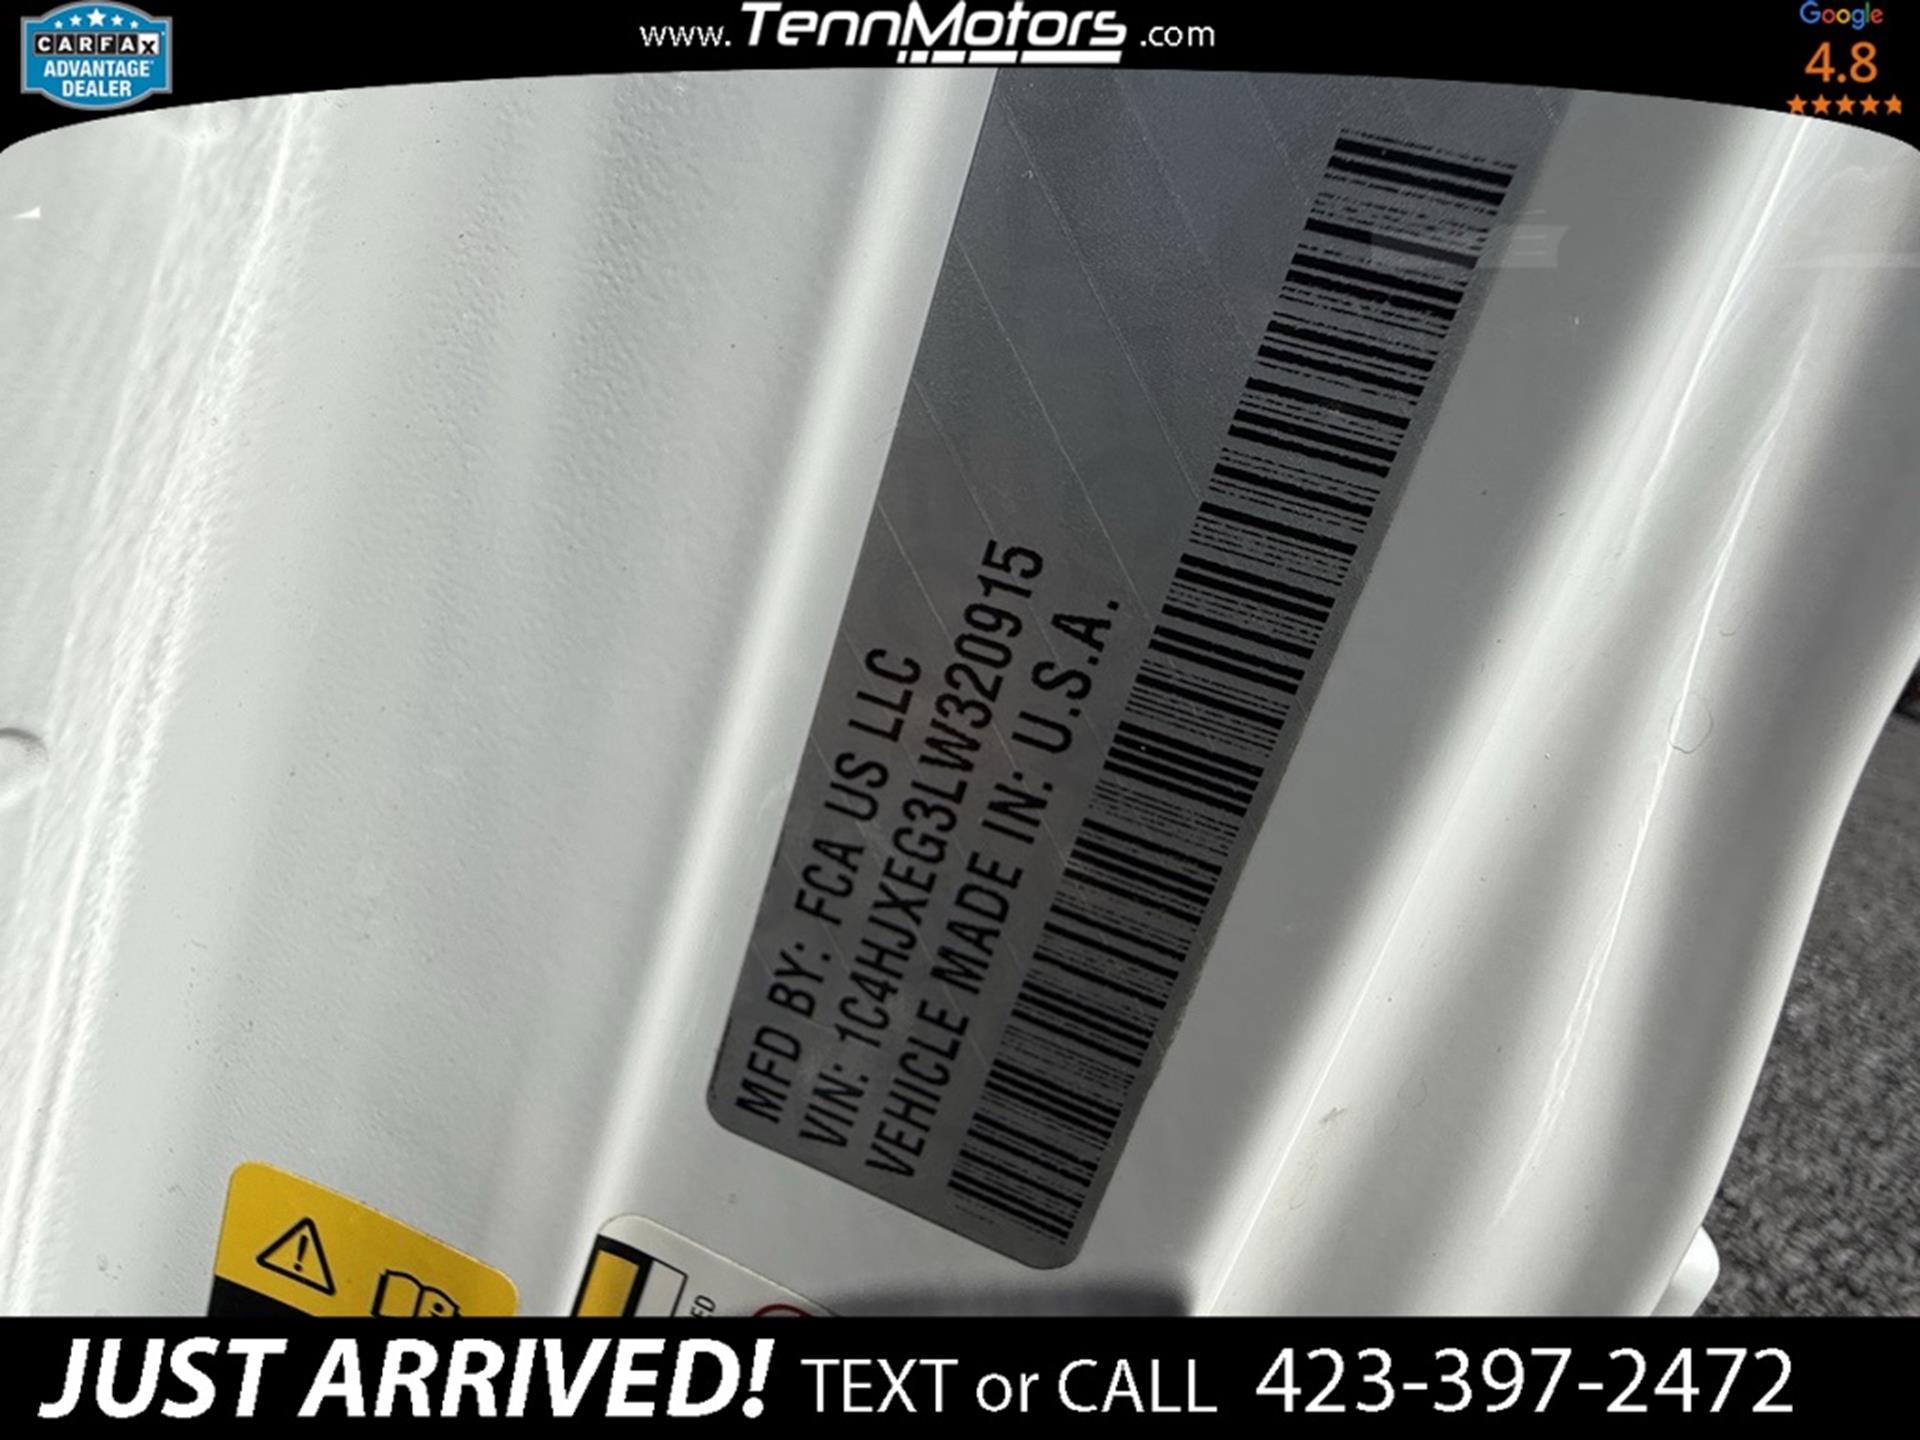 CARFAX
ADVANTAGE
DEALER
www.TennMotors.com
Google
4.8
MFD BY: FCA US LLC
VIN: 1C4HJXEG3LW320915
VEHICLE MADE IN: U.S.A.
JUST ARRIVED! TEXT or CALL 423-397-2472